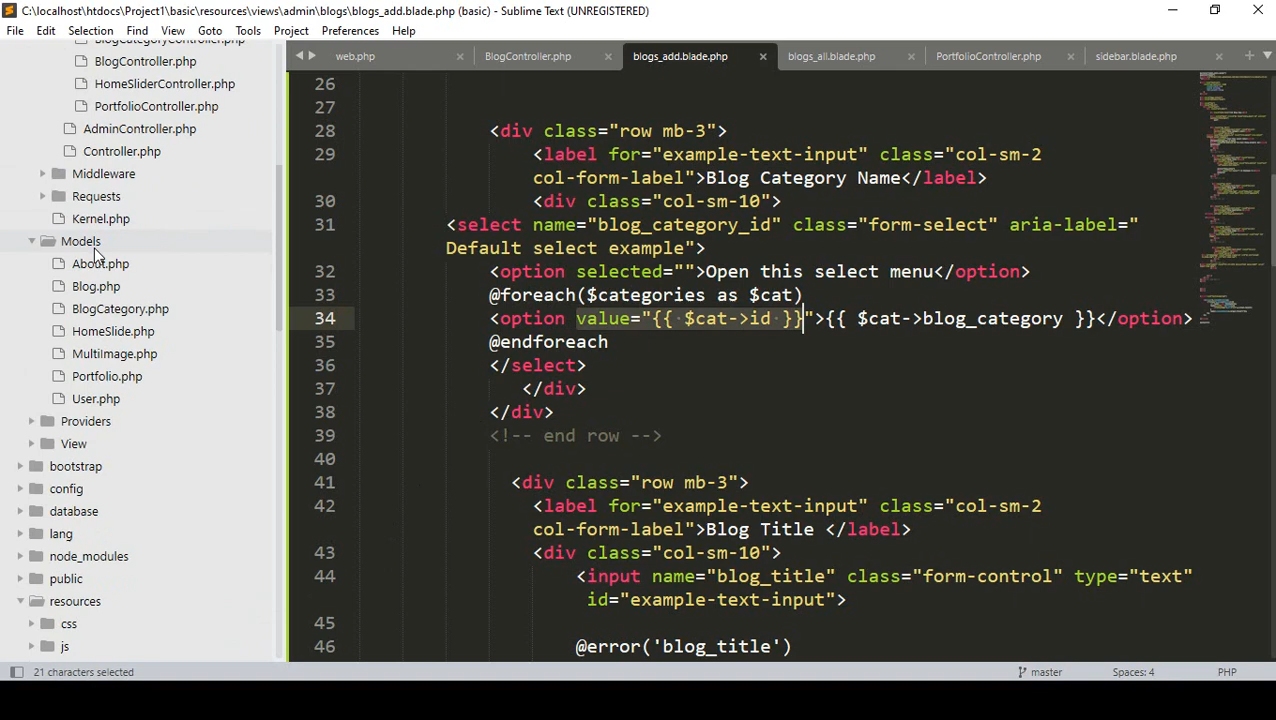 C:\localhost\htdocs\Project1\basic\resources\views\admin\blogs\blogs_add.blade.php (basic) - Sublime Text (UNREGISTERED)
File Edit Selection Find View Goto Tools Project Preferences Help
BlogCategoryController.php
BlogController.php
HomeSliderController.php
PortfolioController.php
AdminController.php
Controller.php
Middleware
Requests
Kernel.php
Models
About.php
Blog.php
BlogCategory.php
HomeSlide.php
MultiImage.php
Portfolio.php
User.php
Providers
View
bootstrap
config
database
lang
node_modules
public
resources
css
js
web.php BlogController.php blogs_add.blade.php blogs_all.blade.php PortfolioController.php sidebar.blade.php
26
27
28 <div class="row mb-3">
29 <label for="example-text-input" class="col-sm-2
col-form-label">Blog Category Name</label>
30 <div class="col-sm-10">
31 <select name="blog_category_id" class="form-select" aria-label="
Default select example">
32 <option selected="">Open this select menu</option>
33 @foreach($categories as $cat)
34 <option value="{{ $cat->id }}">{{ $cat->blog_category }}</option>
35 @endforeach
36 </select>
37 </div>
38 </div>
39 <!-- end row -->
40
41 <div class="row mb-3">
42 <label for="example-text-input" class="col-sm-2
col-form-label">Blog Title </label>
43 <div class="col-sm-10">
44 <input name="blog_title" class="form-control" type="text"
id="example-text-input">
45
46 @error('blog_title')
21 characters selected master Spaces: 4 PHP